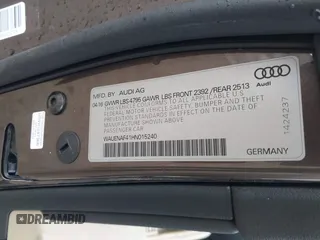 MFD. BY AUDI AG
04-16 GVWR LBS 4795 GAWR LBS FRONT 2392 / REAR 2513
THIS VEHICLE CONFORMS TO ALL APPLICABLE U.S.
FEDERAL MOTOR VEHICLE SAFETY, BUMPER AND THEFT
PREVENTION STANDARDS IN EFFECT ON THE DATE OF
MANUFACTURE SHOWN ABOVE.
PASSENGER CAR
WAUENAF41HN015240
GERMANY
Audi
1424237
© DREAMBID